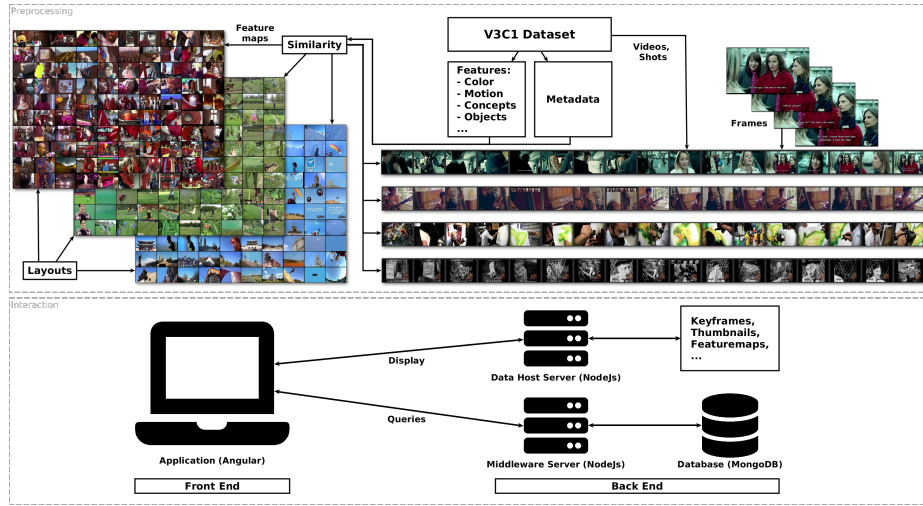 Preprocessing
Feature
maps
Similarity
V3C1 Dataset
Videos,
Shots
Features:
- Color
- Motion
- Concepts
- Objects
...
Metadata
Frames
Layouts
Interaction
Display
Queries
Application (Angular)
Front End
Data Host Server (NodeJs)
Keyframes,
Thumbnails,
Featuremaps,
...
Middleware Server (NodeJs)
Database (MongoDB)
Back End